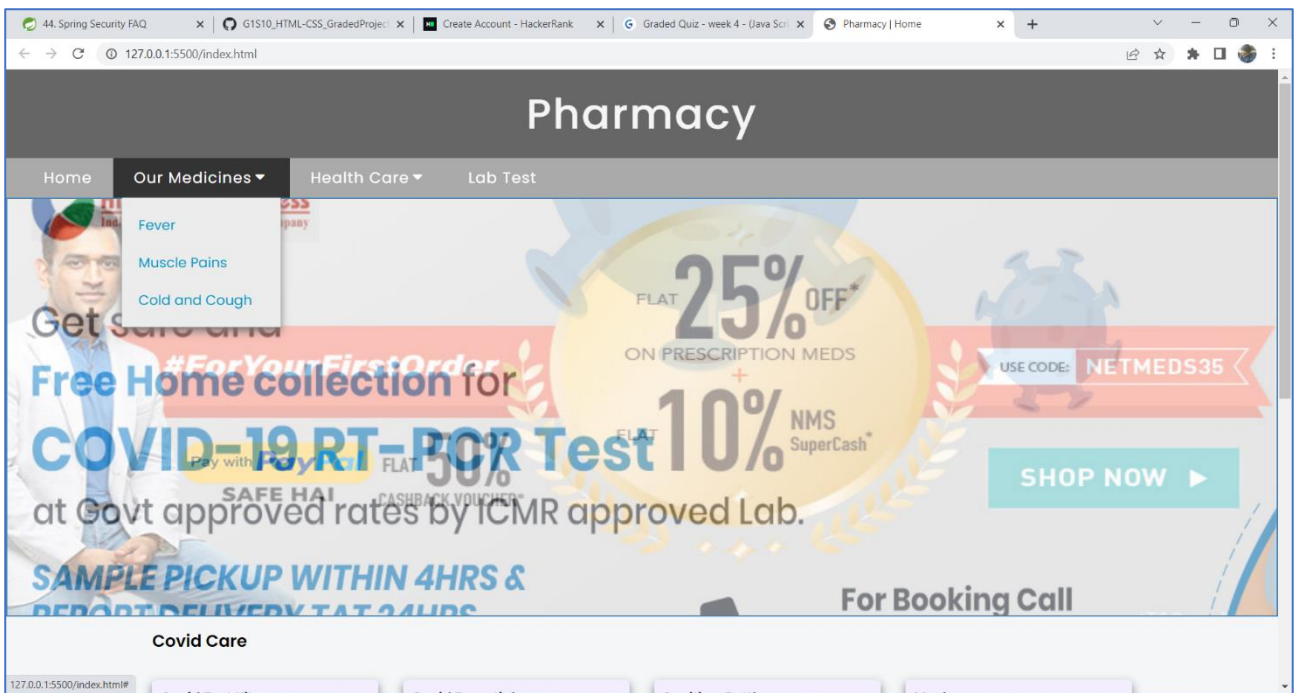 44. Spring Security FAQ
G1S10_HTML-CSS_GradedProject
Create Account - HackerRank
Graded Quiz - week 4 - (Java Scri
Pharmacy | Home
127.0.0.1:5500/index.html
Pharmacy
Home
Our Medicines
Health Care
Lab Test
Fever
Muscle Pains
Cold and Cough
FLAT 25% OFF*
ON PRESCRIPTION MEDS
+
FLAT 10% NMS SuperCash*
#ForYourFirstOrder
USE CODE: NETMEDS35
Get safe and
Free Home collection for
COVID-19 RT-PCR Test
at Govt approved rates by ICMR approved Lab.
Pay with PayPal
SAFE HAI
FLAT 50%
CASHBACK VOUCHER*
SHOP NOW
SAMPLE PICKUP WITHIN 4HRS &
REPORT DELIVERY TAT 24HRS
For Booking Call
Covid Care
127.0.0.1:5500/index.html#